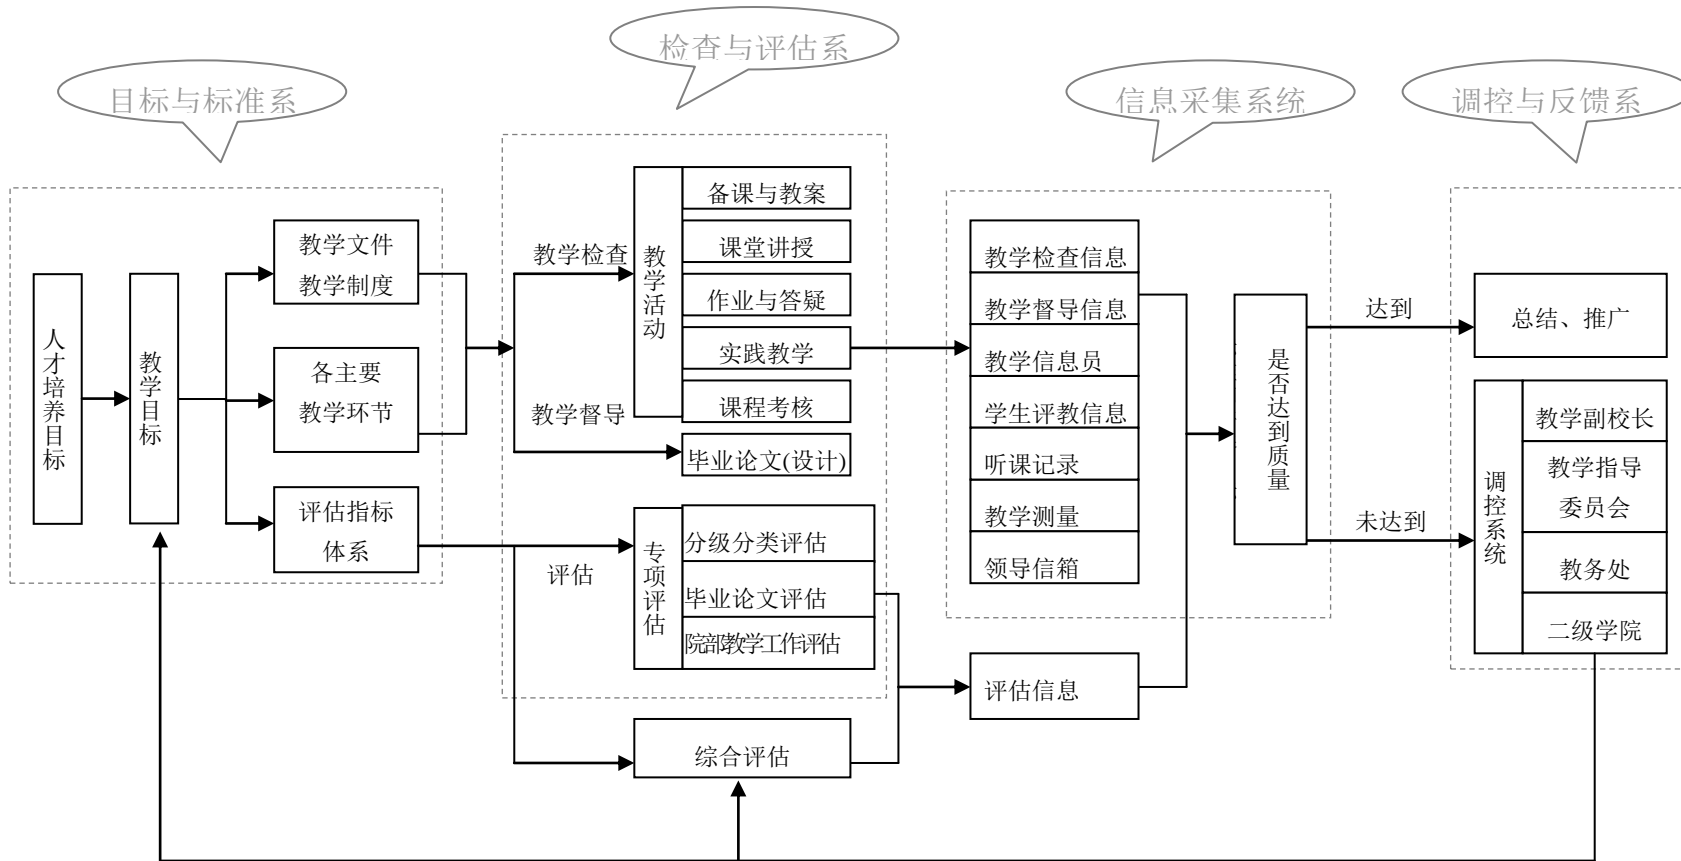 检查与评估系
目标与标准系
信息采集系统
调控与反馈系
人才培养目标
教学目标
教学文件
教学制度
各主要
教学环节
评估指标
体系
教学检查
教学督导
评估
教学活动
备课与教案
课堂讲授
作业与答疑
实践教学
课程考核
毕业论文(设计)
专项评估
分级分类评估
毕业论文评估
院部教学工作评估
综合评估
教学检查信息
教学督导信息
教学信息员
学生评教信息
听课记录
教学测量
领导信箱
评估信息
是否达到质量
达到
未达到
总结、推广
调控系统
教学副校长
教学指导
委员会
教务处
二级学院